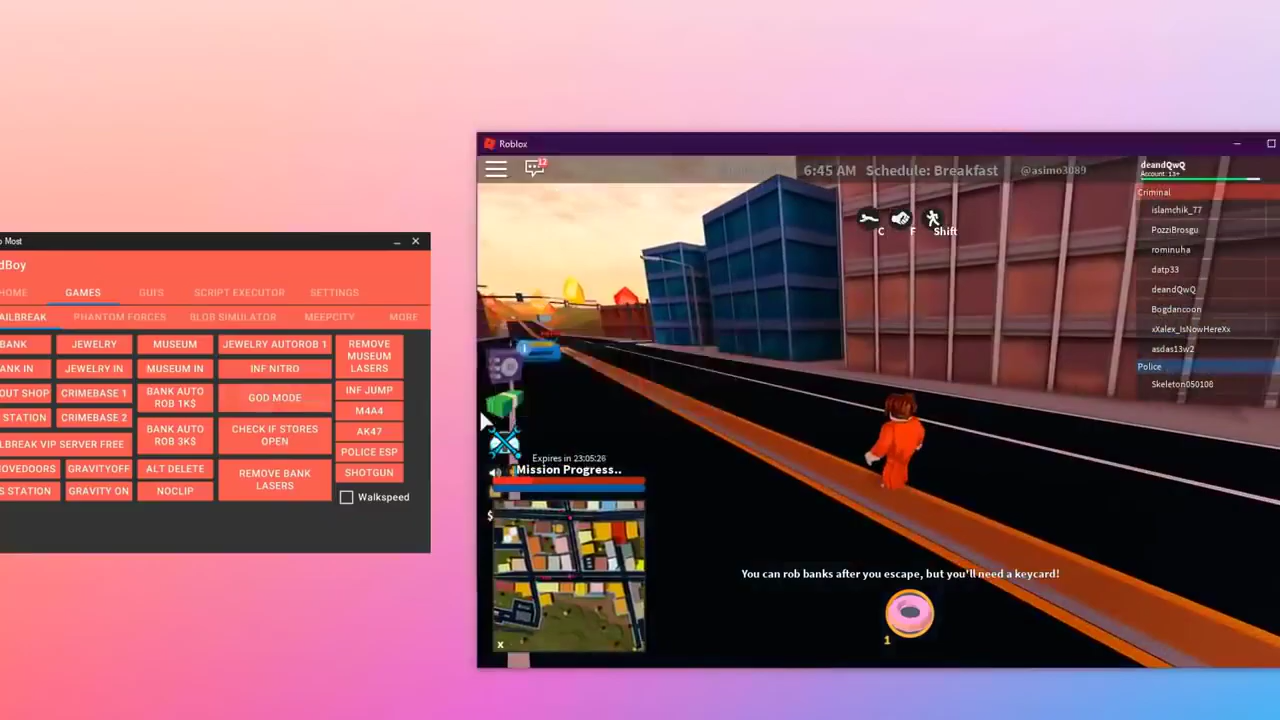 o Most
dBoy
HOME GAMES GUI'S SCRIPT EXECUTOR SETTINGS
AILBREAK PHANTOM FORCES BLOB SIMULATOR MEEPCITY MORE
BANK JEWELRY MUSEUM JEWELRY AUTOROB 1 REMOVE MUSEUM LASERS
ANK IN JEWELRY IN MUSEUM IN INF NITRO
OUT SHOP CRIMEBASE 1 BANK AUTO ROB 1K$ GOD MODE INF JUMP
STATION CRIMEBASE 2 M4A4
LBREAK VIP SERVER FREE BANK AUTO ROB 3K$ CHECK IF STORES OPEN AK47
POLICE ESP
OVEDOORS GRAVITYOFF ALT DELETE REMOVE BANK LASERS SHOTGUN
S STATION GRAVITY ON NOCLIP Walkspeed
Roblox
12
6:45 AM Schedule: Breakfast @asimo3089
C F Shift
deandQwQ
Account: 13+
Criminal
islamchik_77
PozziBrosgu
rominuha
datp33
deandQwQ
Bogdancoon
xXalex_IsNowHereXx
asdas13w2
Police
Skeleton050108
Expires in 23:05:26
Mission Progress..
$
x
You can rob banks after you escape, but you'll need a keycard!
1